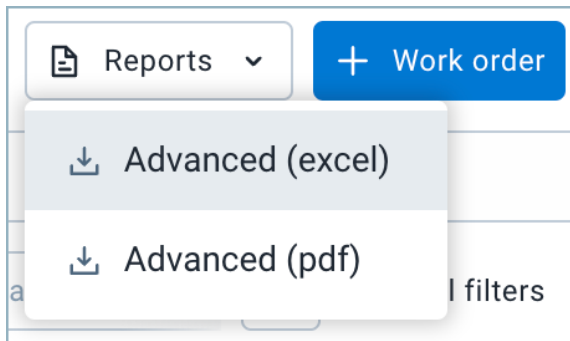 Reports
Work order
Advanced (excel)
Advanced (pdf)
filters